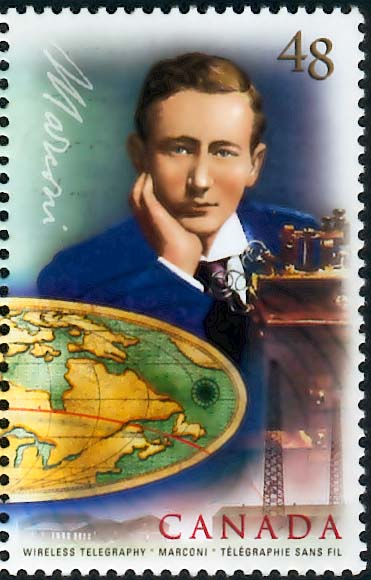 48
Marconi
CANADA
WIRELESS TELEGRAPHY • MARCONI • TÉLÉGRAPHIE SANS FIL